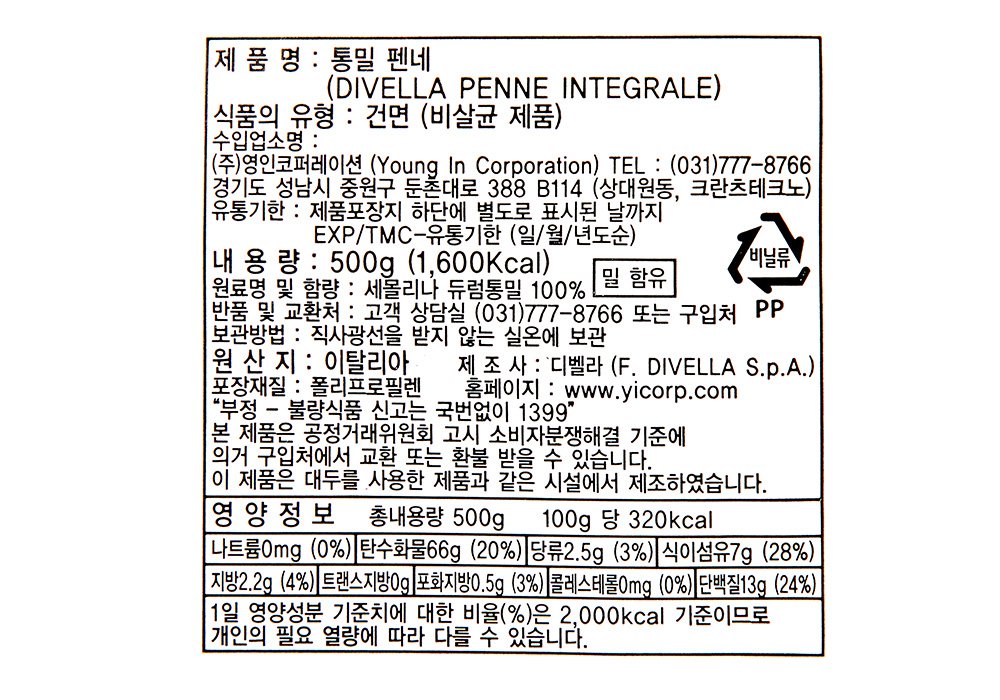 제 품 명 : 통밀 펜네
(DIVELLA PENNE INTEGRALE)
식품의 유형 : 건면 (비살균 제품)
수입업소명 :
(주)영인코퍼레이션 (Young In Corporation) TEL : (031)777-8766
경기도 성남시 중원구 둔촌대로 388 B114 (상대원동, 크란츠테크노)
유통기한 : 제품포장지 하단에 별도로 표시된 날까지
EXP/TMC-유통기한 (일/월/년도순)
비닐류
PP
내 용 량 : 500g (1,600Kcal)
밀 함유
원료명 및 함량 : 세몰리나 듀럼통밀 100%
반품 및 교환처 : 고객 상담실 (031)777-8766 또는 구입처
보관방법 : 직사광선을 받지 않는 실온에 보관
원 산 지 : 이탈리아 제 조 사 : 디벨라 (F. DIVELLA S.p.A.)
포장재질 : 폴리프로필렌 홈페이지 : www.yicorp.com
“부정 - 불량식품 신고는 국번없이 1399”
본 제품은 공정거래위원회 고시 소비자분쟁해결 기준에
의거 구입처에서 교환 또는 환불 받을 수 있습니다.
이 제품은 대두를 사용한 제품과 같은 시설에서 제조하였습니다.
영양정보 총내용량 500g 100g 당 320kcal
나트륨0mg (0%) 탄수화물66g (20%) 당류2.5g (3%) 식이섬유7g (28%)
지방2.2g (4%) 트랜스지방0g 포화지방0.5g (3%) 콜레스테롤0mg (0%) 단백질13g (24%)
1일 영양성분 기준치에 대한 비율(%)은 2,000kcal 기준이므로
개인의 필요 열량에 따라 다를 수 있습니다.